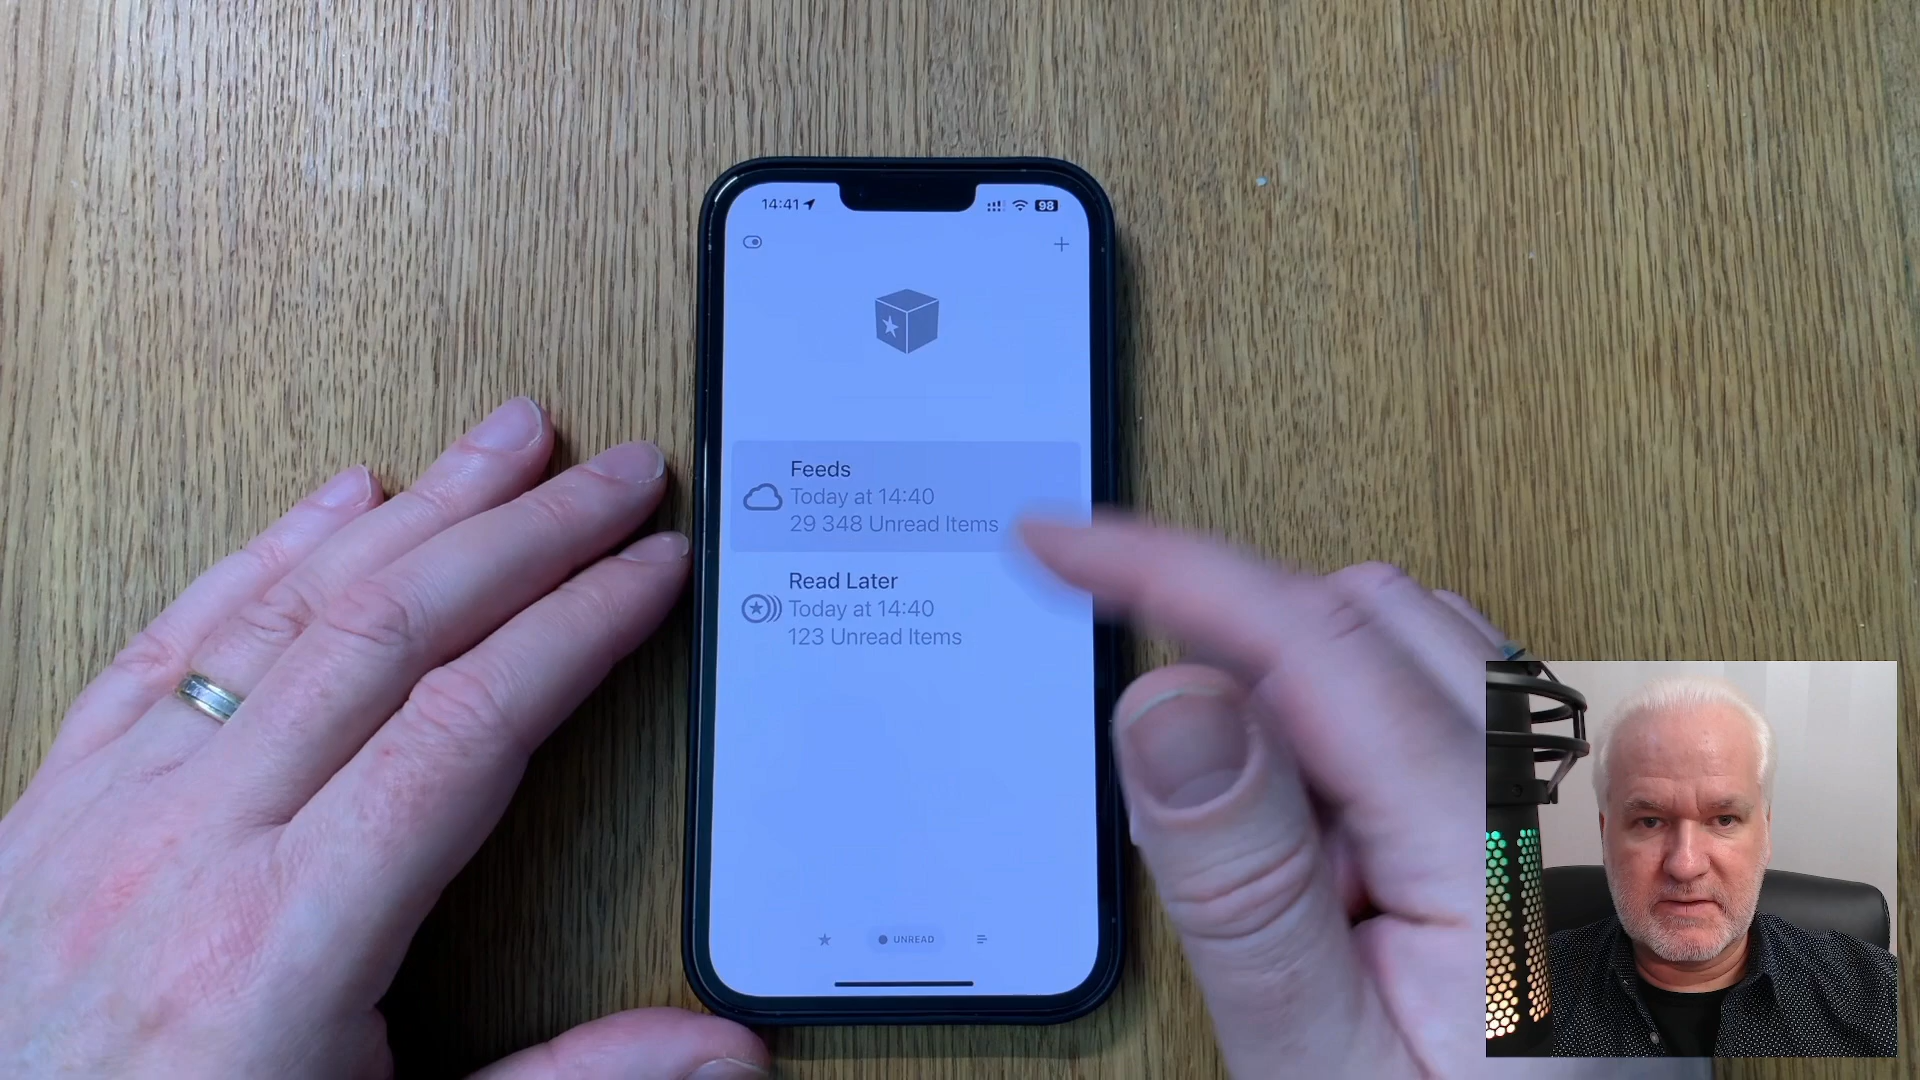 14:41
98
Feeds
Today at 14:40
29 348 Unread Items
Read Later
Today at 14:40
123 Unread Items
UNREAD